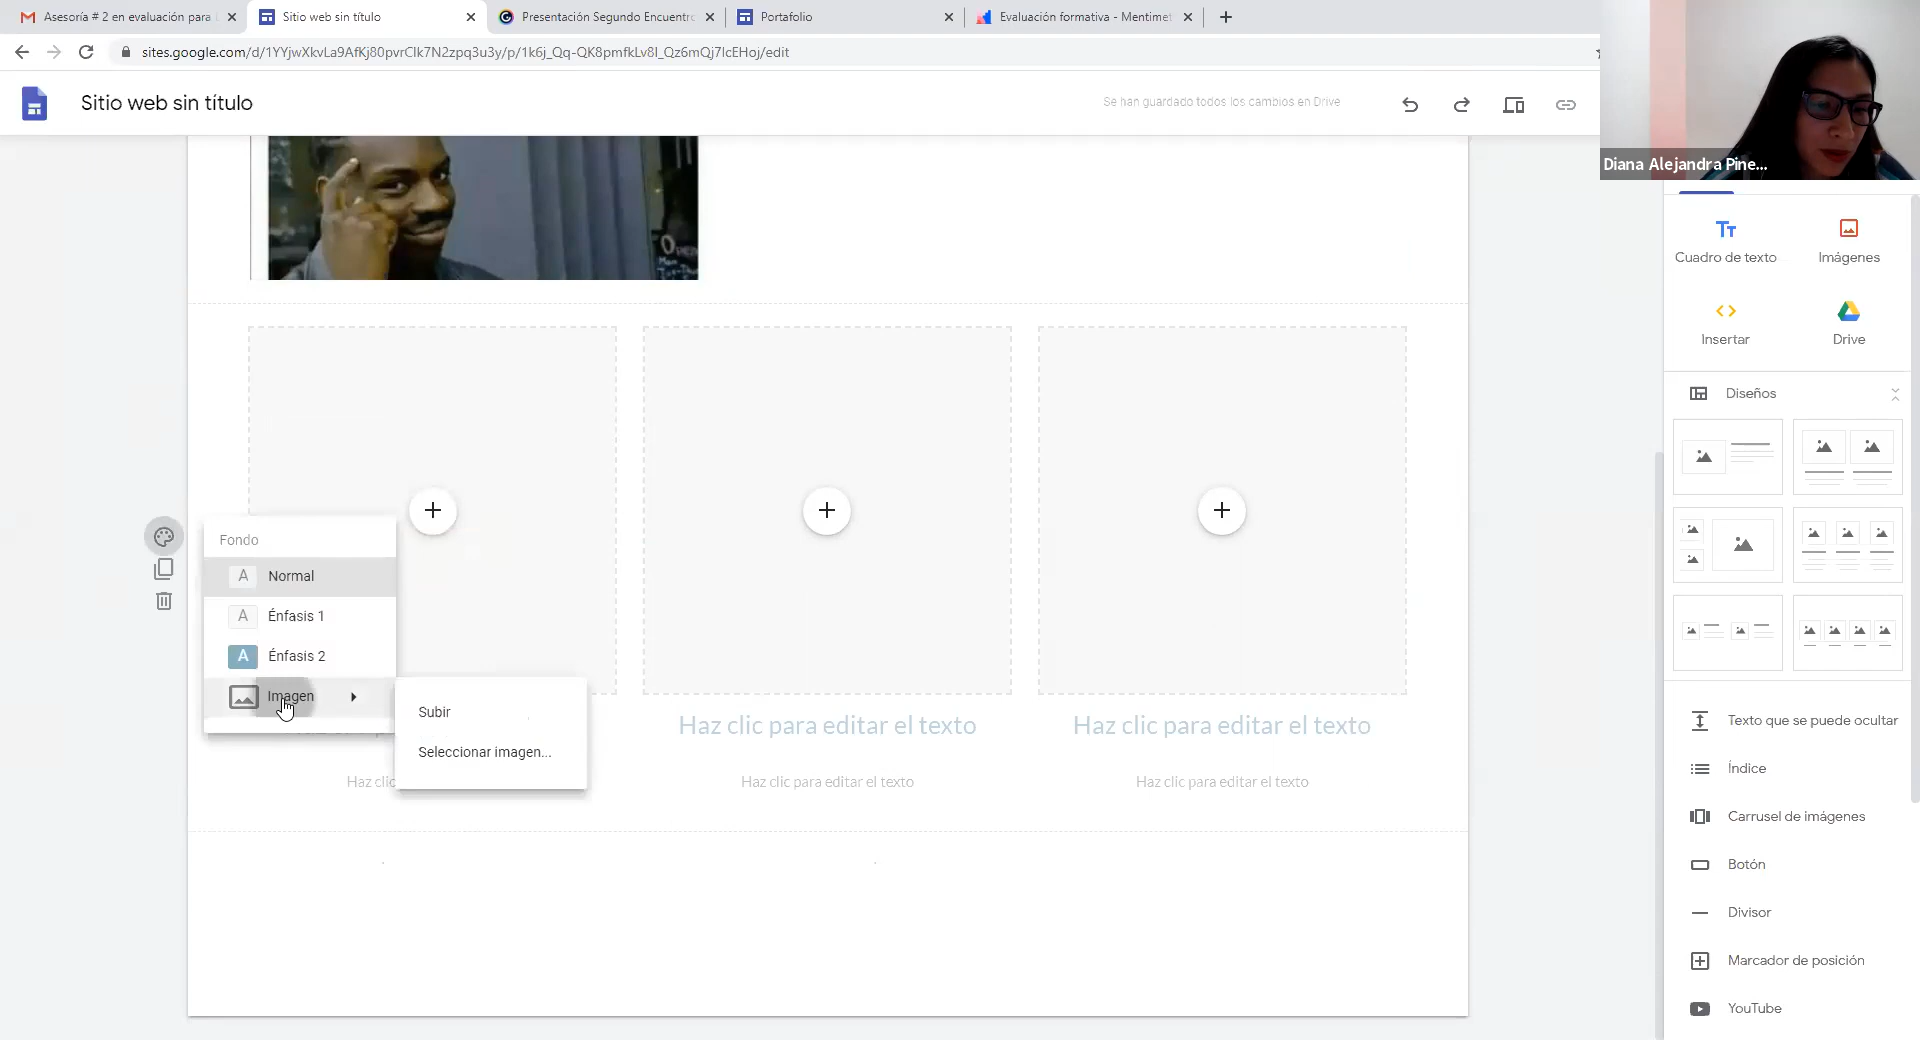 Asesoría # 2 en evaluación para
Sitio web sin título
Presentación Segundo Encuentro
Portafolio
Evaluación formativa - Mentimet
sites.google.com/d/1YYjwXkvLa9AfKj80pvrClk7N2zpq3u3y/p/1k6j_Qq-QK8pmfkLv8I_Qz6mQj7lcEHoj/edit
Sitio web sin título
Se han guardado todos los cambios en Drive
Diana Alejandra Pine...
Cuadro de texto
Imágenes
Insertar
Drive
Diseños
Fondo
A Normal
A Énfasis 1
A Énfasis 2
Imagen
Subir
Seleccionar imagen...
Haz clic para editar el texto
Haz clic para editar el texto
Haz clic
Haz clic para editar el texto
Haz clic para editar el texto
Texto que se puede ocultar
Índice
Carrusel de imágenes
Botón
Divisor
Marcador de posición
YouTube